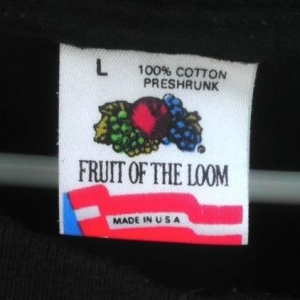 L
100% COTTON
PRESHRUNK
®
FRUIT OF THE LOOM
MADE IN U S A